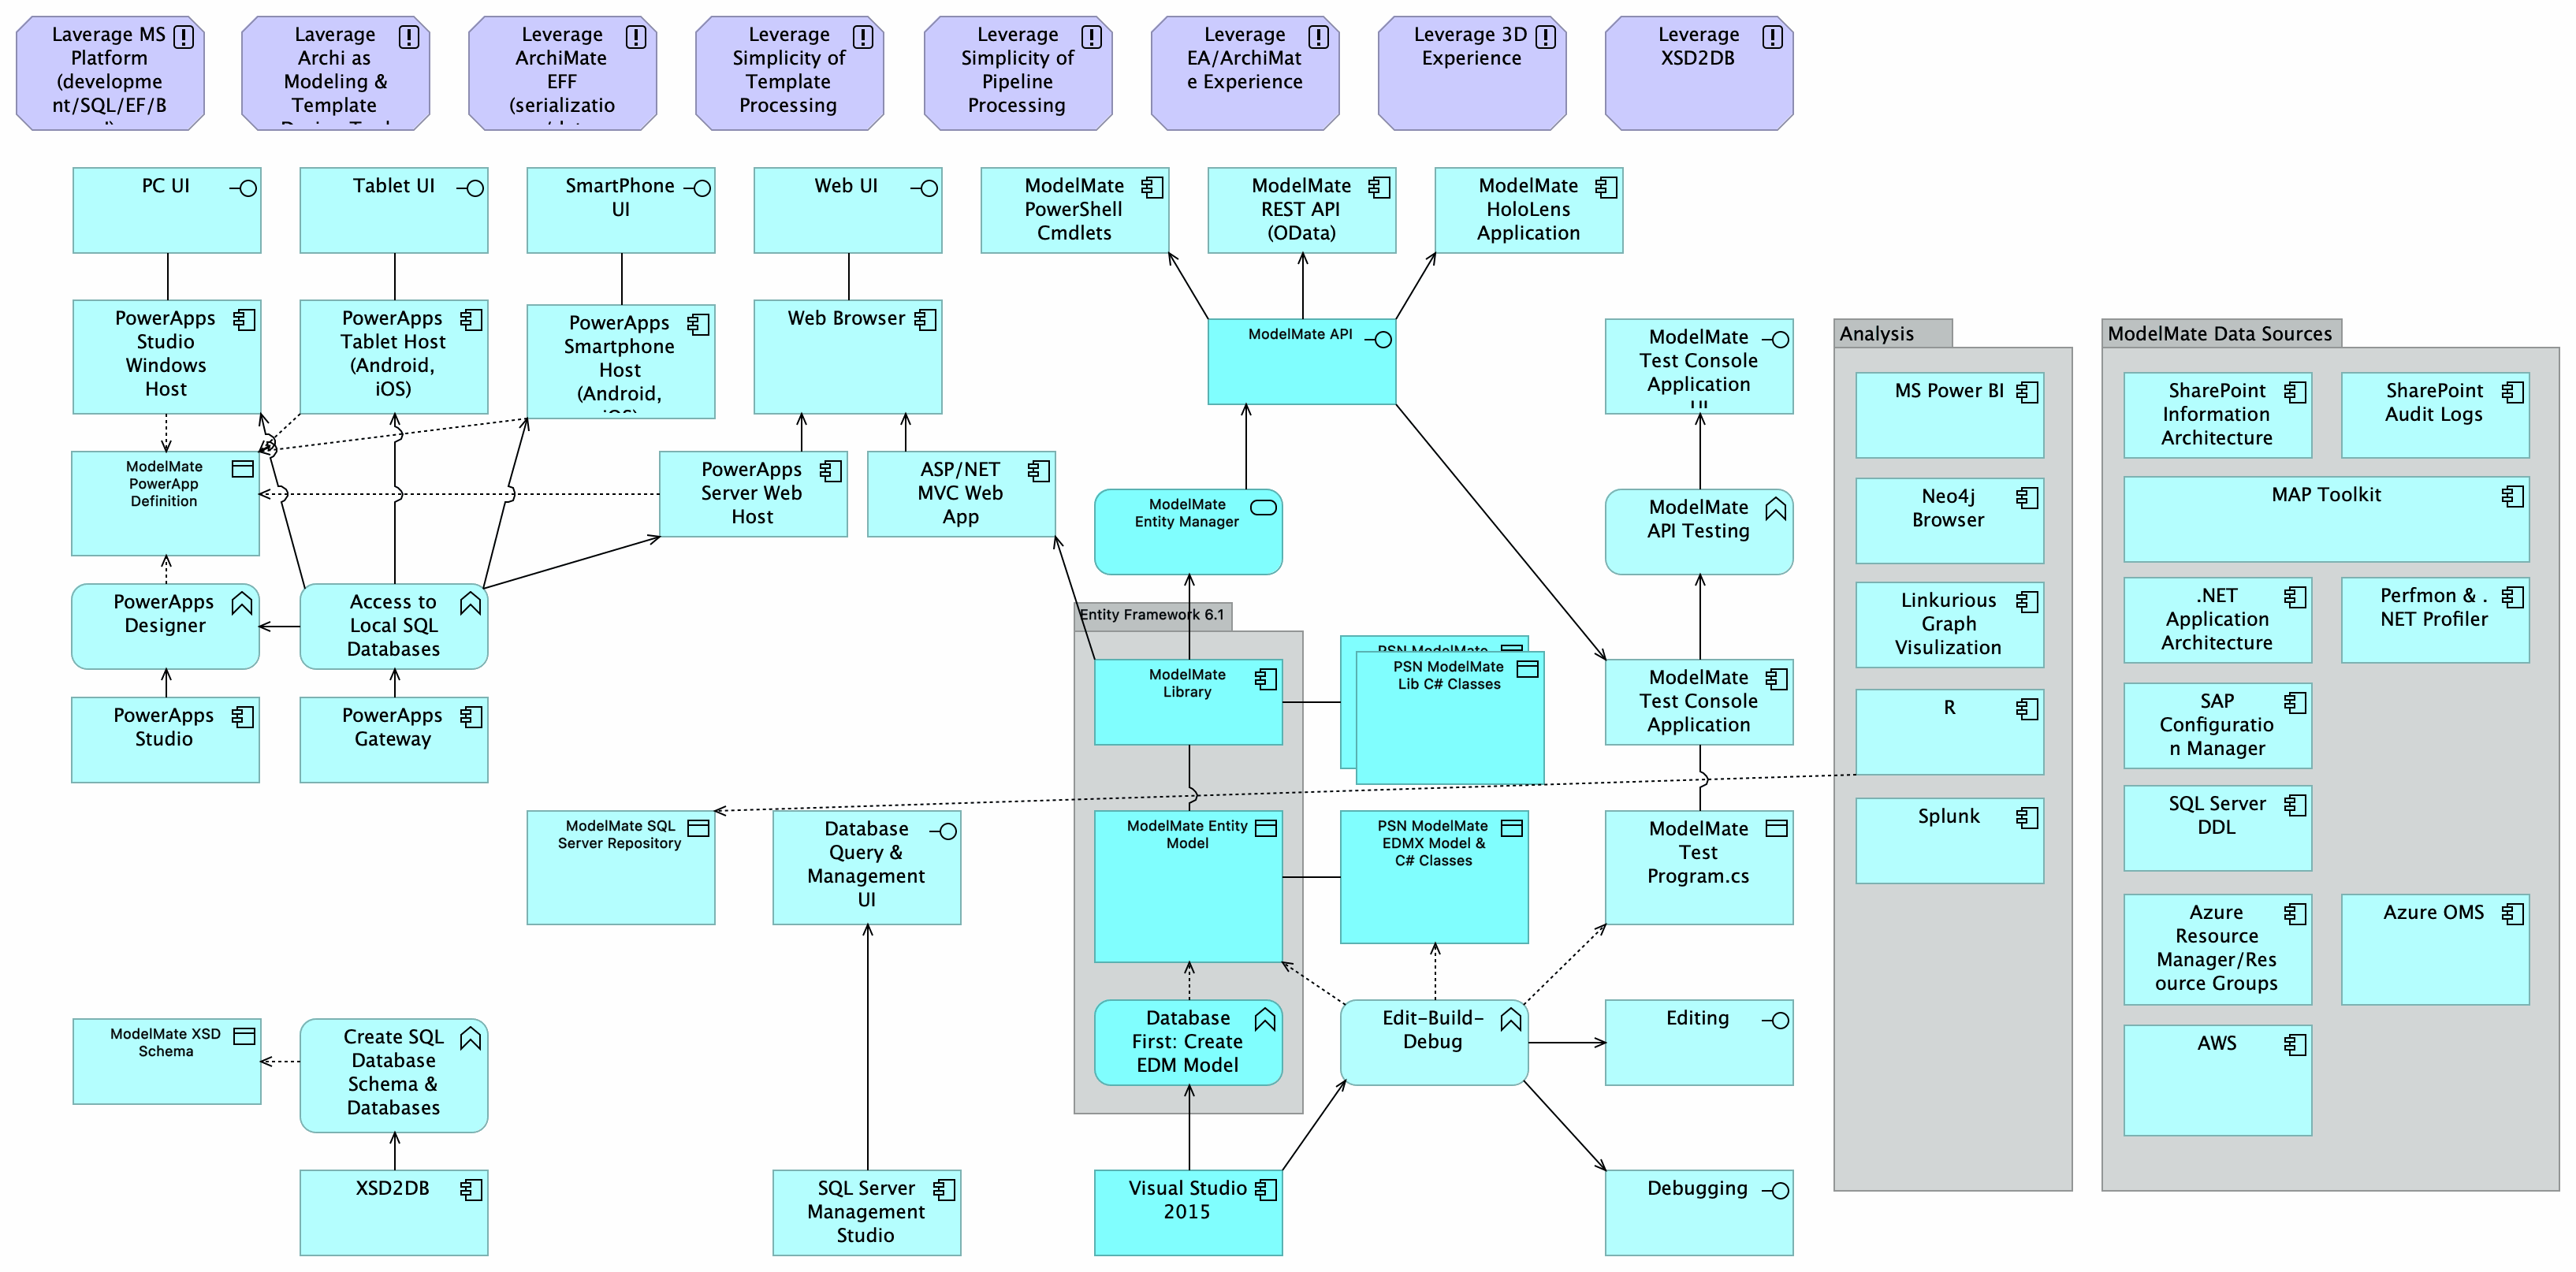 Laverage MS
Platform
(developme
nt/SQL/EF/B
Laverage
Archi as
Modeling &
Template
Leverage
ArchiMate
EFF
(serializatio
Leverage
Simplicity of
Template
Processing
Leverage
Simplicity of
Pipeline
Processing
Leverage
EA/ArchiMat
e Experience
Leverage 3D
Experience
Leverage
XSD2DB
PC UI
Tablet UI
SmartPhone
UI
Web UI
ModelMate
PowerShell
Cmdlets
ModelMate
REST API
(OData)
ModelMate
HoloLens
Application
PowerApps
Studio
Windows
Host
PowerApps
Tablet Host
(Android,
iOS)
PowerApps
Smartphone
Host
(Android,
Web Browser
ModelMate API
ModelMate
Test Console
Application
Analysis
ModelMate Data Sources
MS Power BI
SharePoint
Information
Architecture
SharePoint
Audit Logs
ModelMate
PowerApp
Definition
PowerApps
Server Web
Host
ASP/NET
MVC Web
App
ModelMate
Entity Manager
ModelMate
API Testing
Neo4j
Browser
MAP Toolkit
PowerApps
Designer
Access to
Local SQL
Databases
Entity Framework 6.1
Linkurious
Graph
Visulization
.NET
Application
Architecture
Perfmon & .
NET Profiler
PowerApps
Studio
PowerApps
Gateway
ModelMate
Library
PSN ModelMate
PSN ModelMate
Lib C# Classes
ModelMate
Test Console
Application
R
SAP
Configuratio
n Manager
ModelMate SQL
Server Repository
Database
Query &
Management
UI
ModelMate Entity
Model
PSN ModelMate
EDMX Model &
C# Classes
ModelMate
Test
Program.cs
Splunk
SQL Server
DDL
Azure
Resource
Manager/Res
ource Groups
Azure OMS
ModelMate XSD
Schema
Create SQL
Database
Schema &
Databases
Database
First: Create
EDM Model
Edit-Build-
Debug
Editing
AWS
XSD2DB
SQL Server
Management
Studio
Visual Studio
2015
Debugging